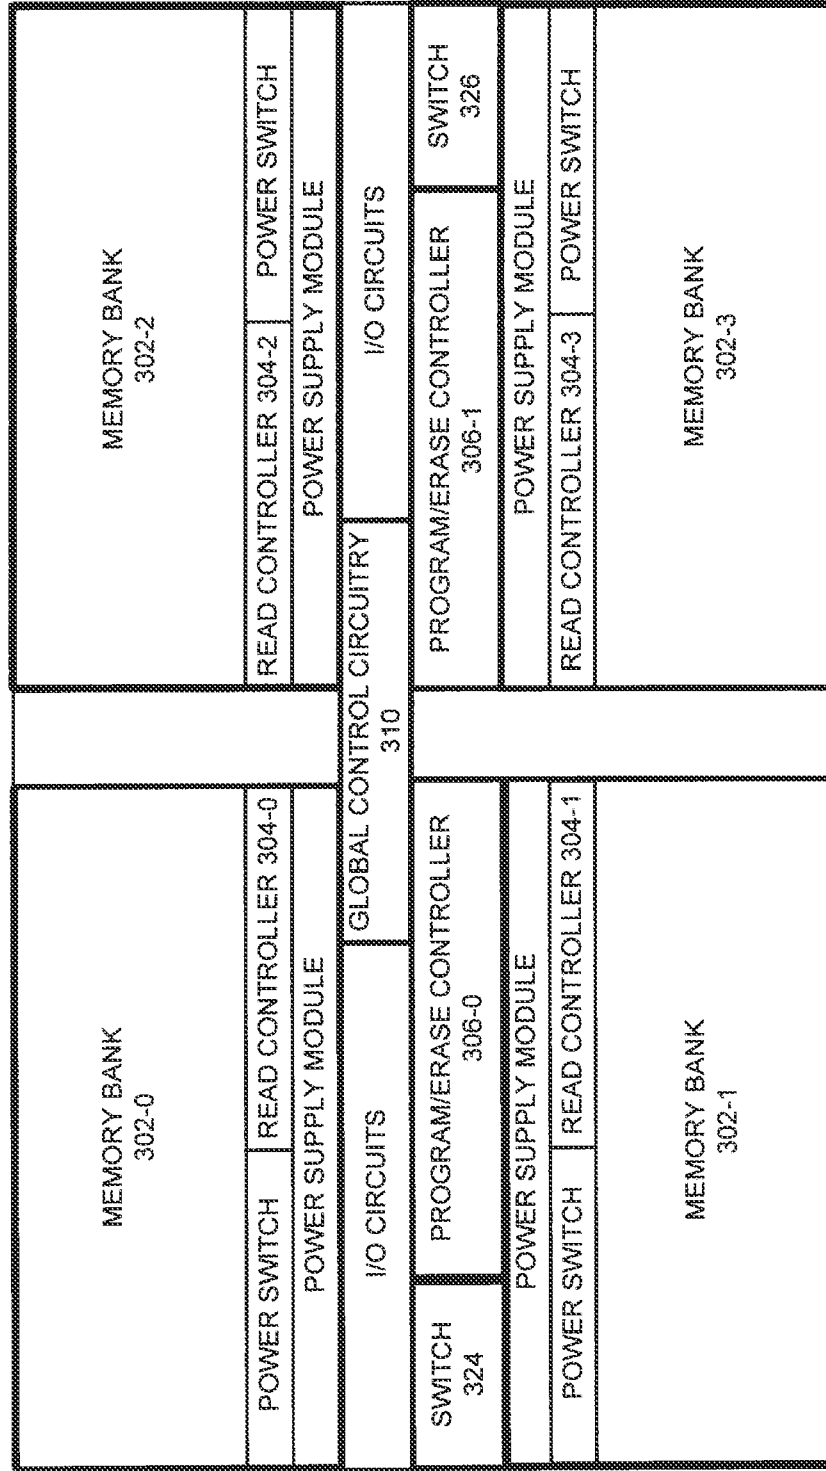 MEMORY BANK
302-0
MEMORY BANK
302-2
POWER SWITCH
READ CONTROLLER 304-0
READ CONTROLLER 304-2
POWER SWITCH
POWER SUPPLY MODULE
POWER SUPPLY MODULE
I/O CIRCUITS
GLOBAL CONTROL CIRCUITRY
310
I/O CIRCUITS
SWITCH
324
PROGRAM/ERASE CONTROLLER
306-0
PROGRAM/ERASE CONTROLLER
306-1
SWITCH
326
POWER SUPPLY MODULE
POWER SUPPLY MODULE
POWER SWITCH
READ CONTROLLER 304-1
READ CONTROLLER 304-3
POWER SWITCH
MEMORY BANK
302-1
MEMORY BANK
302-3